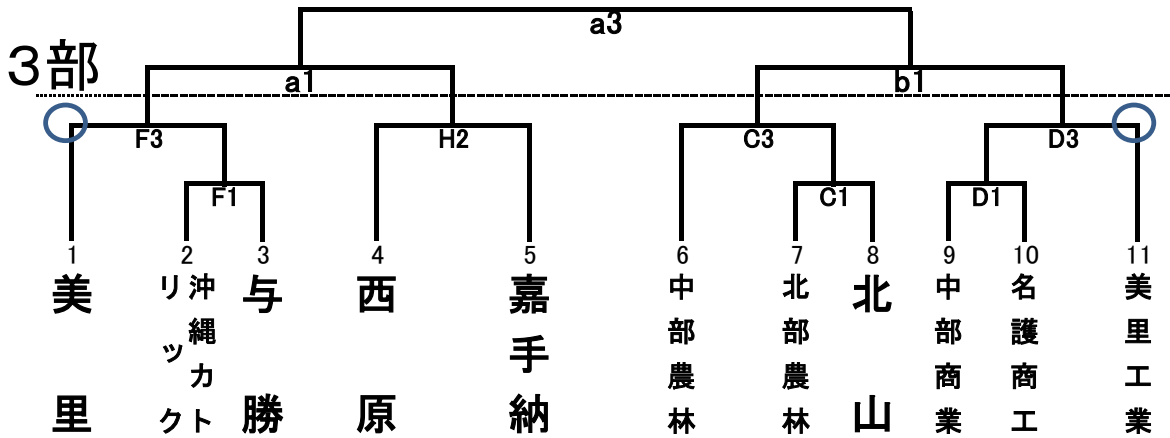 a3
3部
a1
b1
F3
H2
C3
D3
F1
C1
D1
1
2
3
4
5
6
7
8
9
10
11
美里
沖縄カト
リック
与勝
西原
嘉手納
中部農林
北部農林
北山
中部商業
名護商工
美里工業